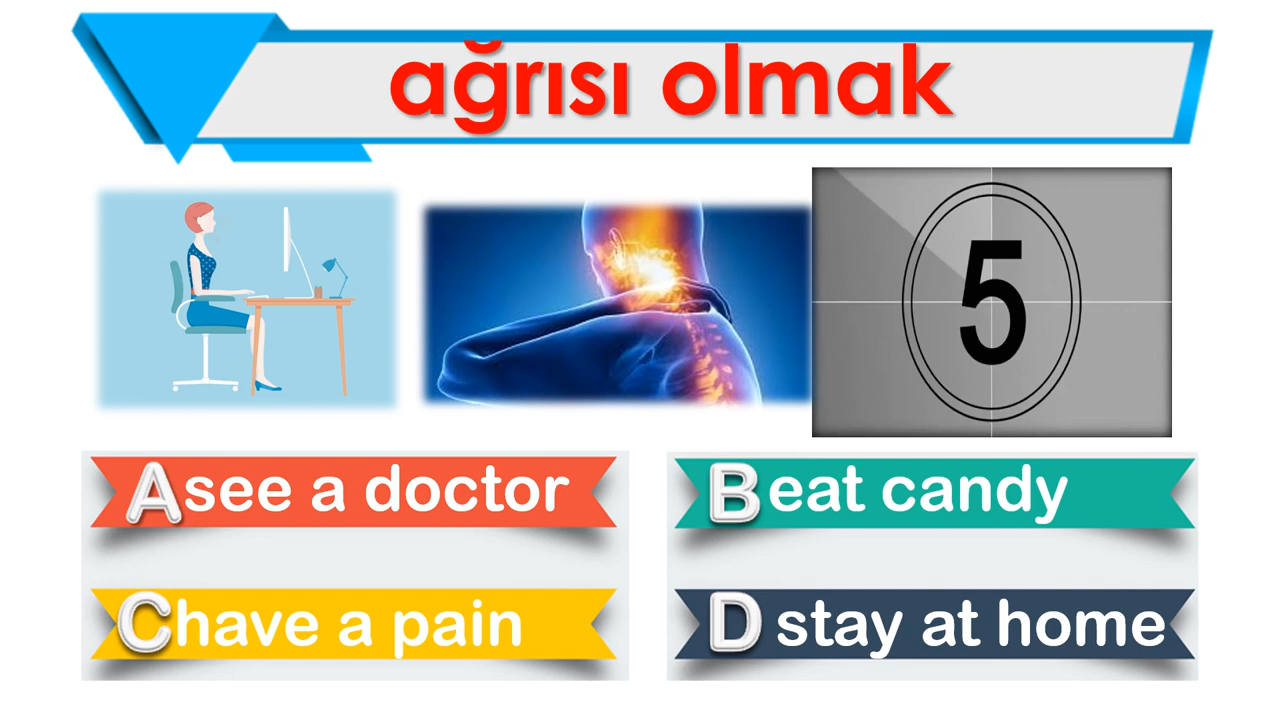 ağrısı olmak
5
A see a doctor
B eat candy
C have a pain
D stay at home